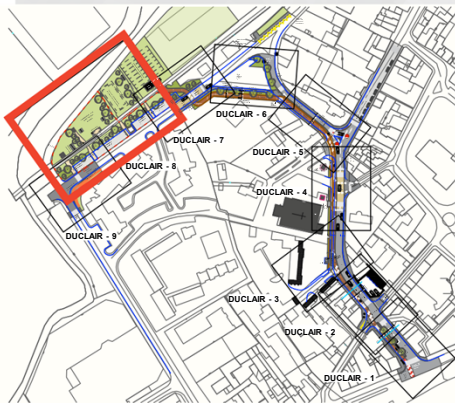 DUCLAIR - 6
DUCLAIR - 7
DUCLAIR - 5
DUCLAIR - 8
DUCLAIR - 4
DUCLAIR - 9
DUCLAIR - 3
DUCLAIR - 2
DUCLAIR - 1